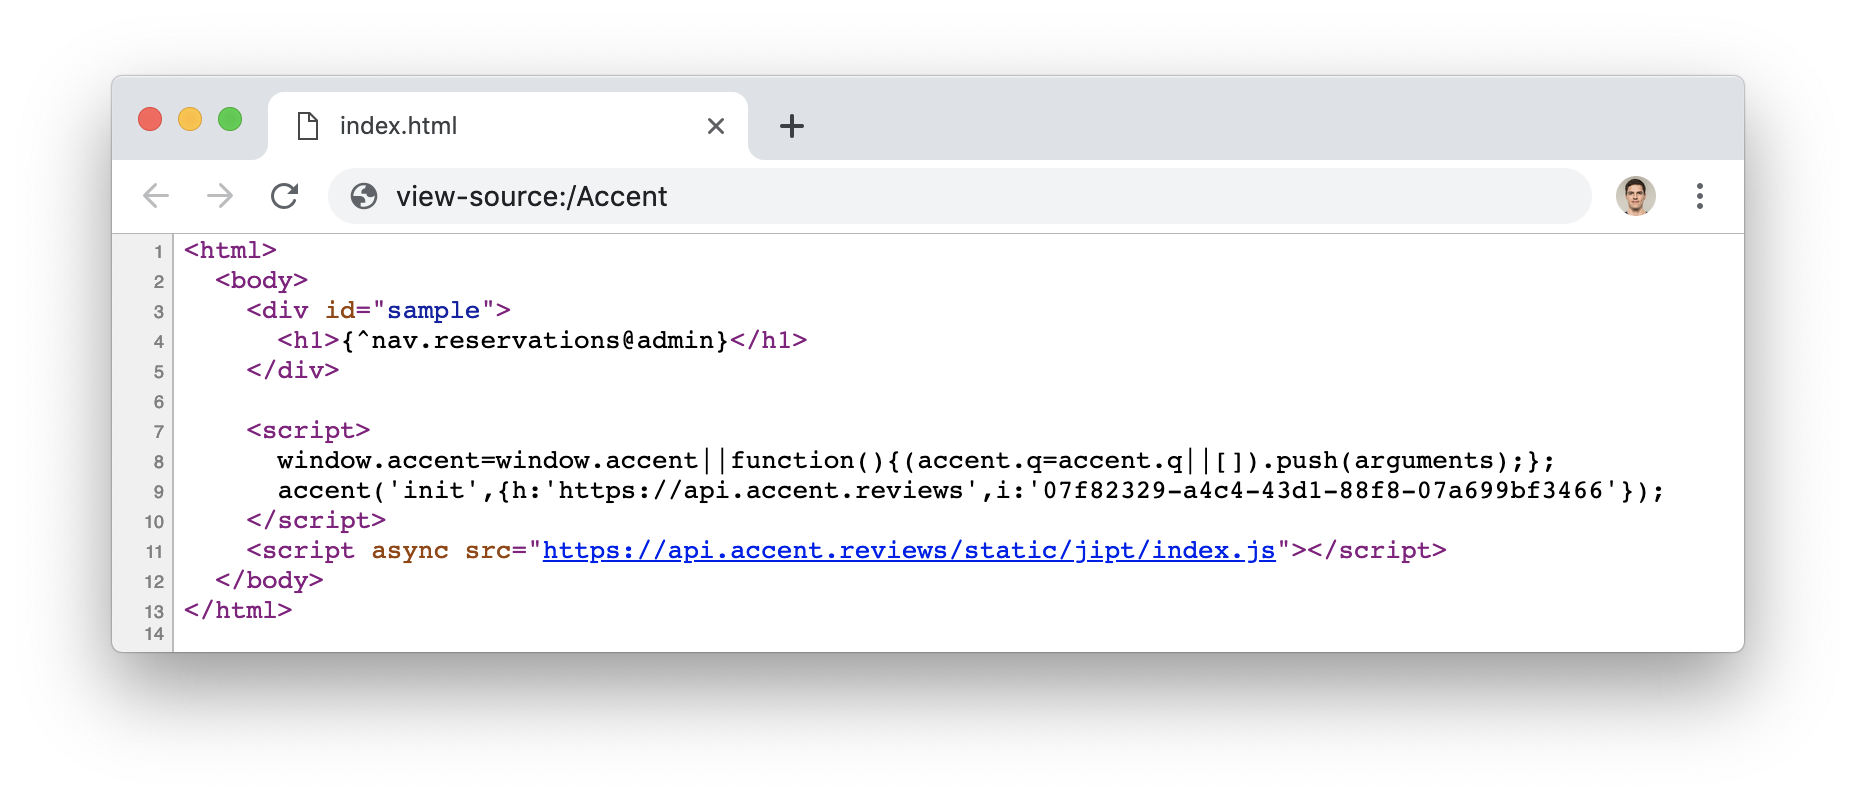 index.html
view-source:/Accent
1 <html>
2 <body>
3 <div id="sample">
4 <h1>{^nav.reservations@admin}</h1>
5 </div>
6
7 <script>
8 window.accent=window.accent||function(){(accent.q=accent.q||[]).push(arguments);};
9 accent('init',{h:'https://api.accent.reviews',i:'07f82329-a4c4-43d1-88f8-07a699bf3466'});
10 </script>
11 <script async src="https://api.accent.reviews/static/jipt/index.js"></script>
12 </body>
13 </html>
14